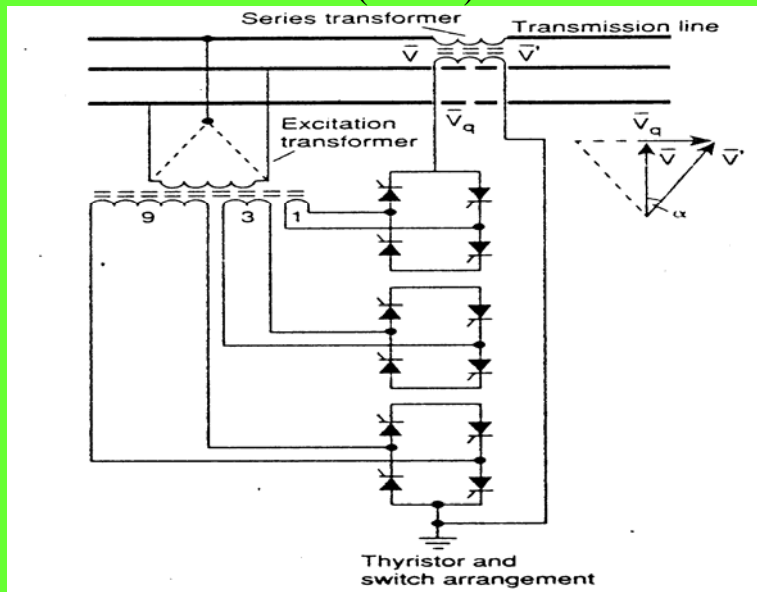 Series transformer
Transmission line
V̄ V̄'
V̄q
Excitation
transformer
V̄q
V̄ V̄'
α
9 3 1
Thyristor and
switch arrangement